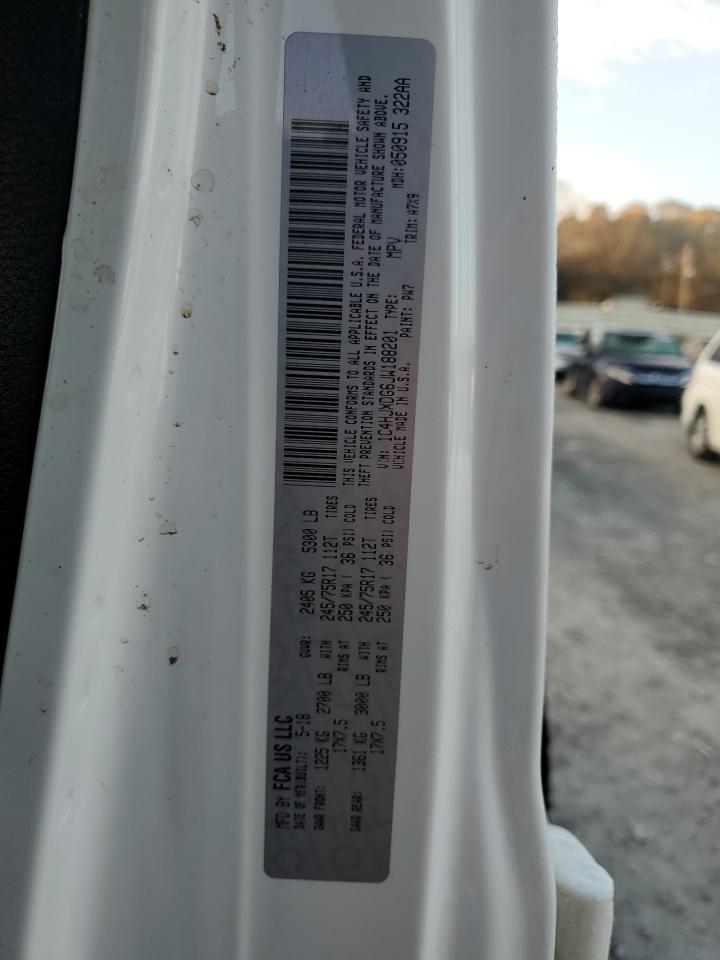 MFD BY FCA US LLC
DATE OF MFR(BUILT): 5-18 GVWR: 2405 KG 5300 LB
GAWR FRONT: 1225 KG 2700 LB WITH 245/75R17 112T TIRES
17X7.5 RIMS AT 250 KPA ( 36 PSI) COLD
GAWR REAR: 1361 KG 3000 LB WITH 245/75R17 112T TIRES
17X7.5 RIMS AT 250 KPA ( 36 PSI) COLD
THIS VEHICLE CONFORMS TO ALL APPLICABLE U.S.A. FEDERAL MOTOR VEHICLE SAFETY AND
THEFT PREVENTION STANDARDS IN EFFECT ON THE DATE OF MANUFACTURE SHOWN ABOVE.
VIN: 1C4HJXDG6JW188201 TYPE: MPV MDH:050915 322AA
VEHICLE MADE IN U.S.A. PAINT: PW7 TRIM: A7X9